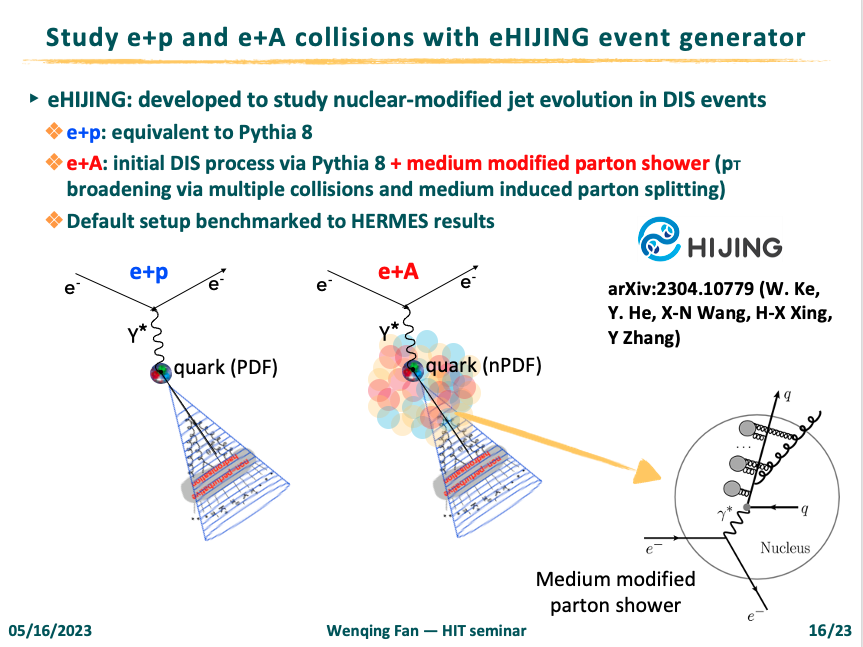 Study e+p and e+A collisions with eHIJING event generator
‣ eHIJING: developed to study nuclear-modified jet evolution in DIS events
❖ e+p: equivalent to Pythia 8
❖ e+A: initial DIS process via Pythia 8 + medium modified parton shower (pT
broadening via multiple collisions and medium induced parton splitting)
❖ Default setup benchmarked to HERMES results
HIJING
arXiv:2304.10779 (W. Ke,
Y. He, X-N Wang, H-X Xing,
Y Zhang)
e+p
e-
e-
γ*
quark (PDF)
e+A
e-
e-
γ*
quark (nPDF)
q
...
γ*
q
e−
Nucleus
e−
Medium modified
parton shower
05/16/2023
Wenqing Fan — HIT seminar
16/23